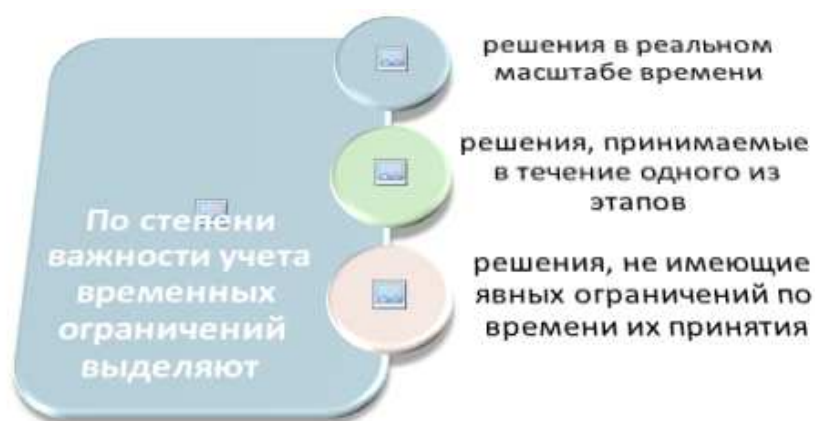 По степени
важности учета
временных
ограничений
выделяют
решения в реальном
масштабе времени
решения, принимаемые
в течение одного из
этапов
решения, не имеющие
явных ограничений по
времени их принятия